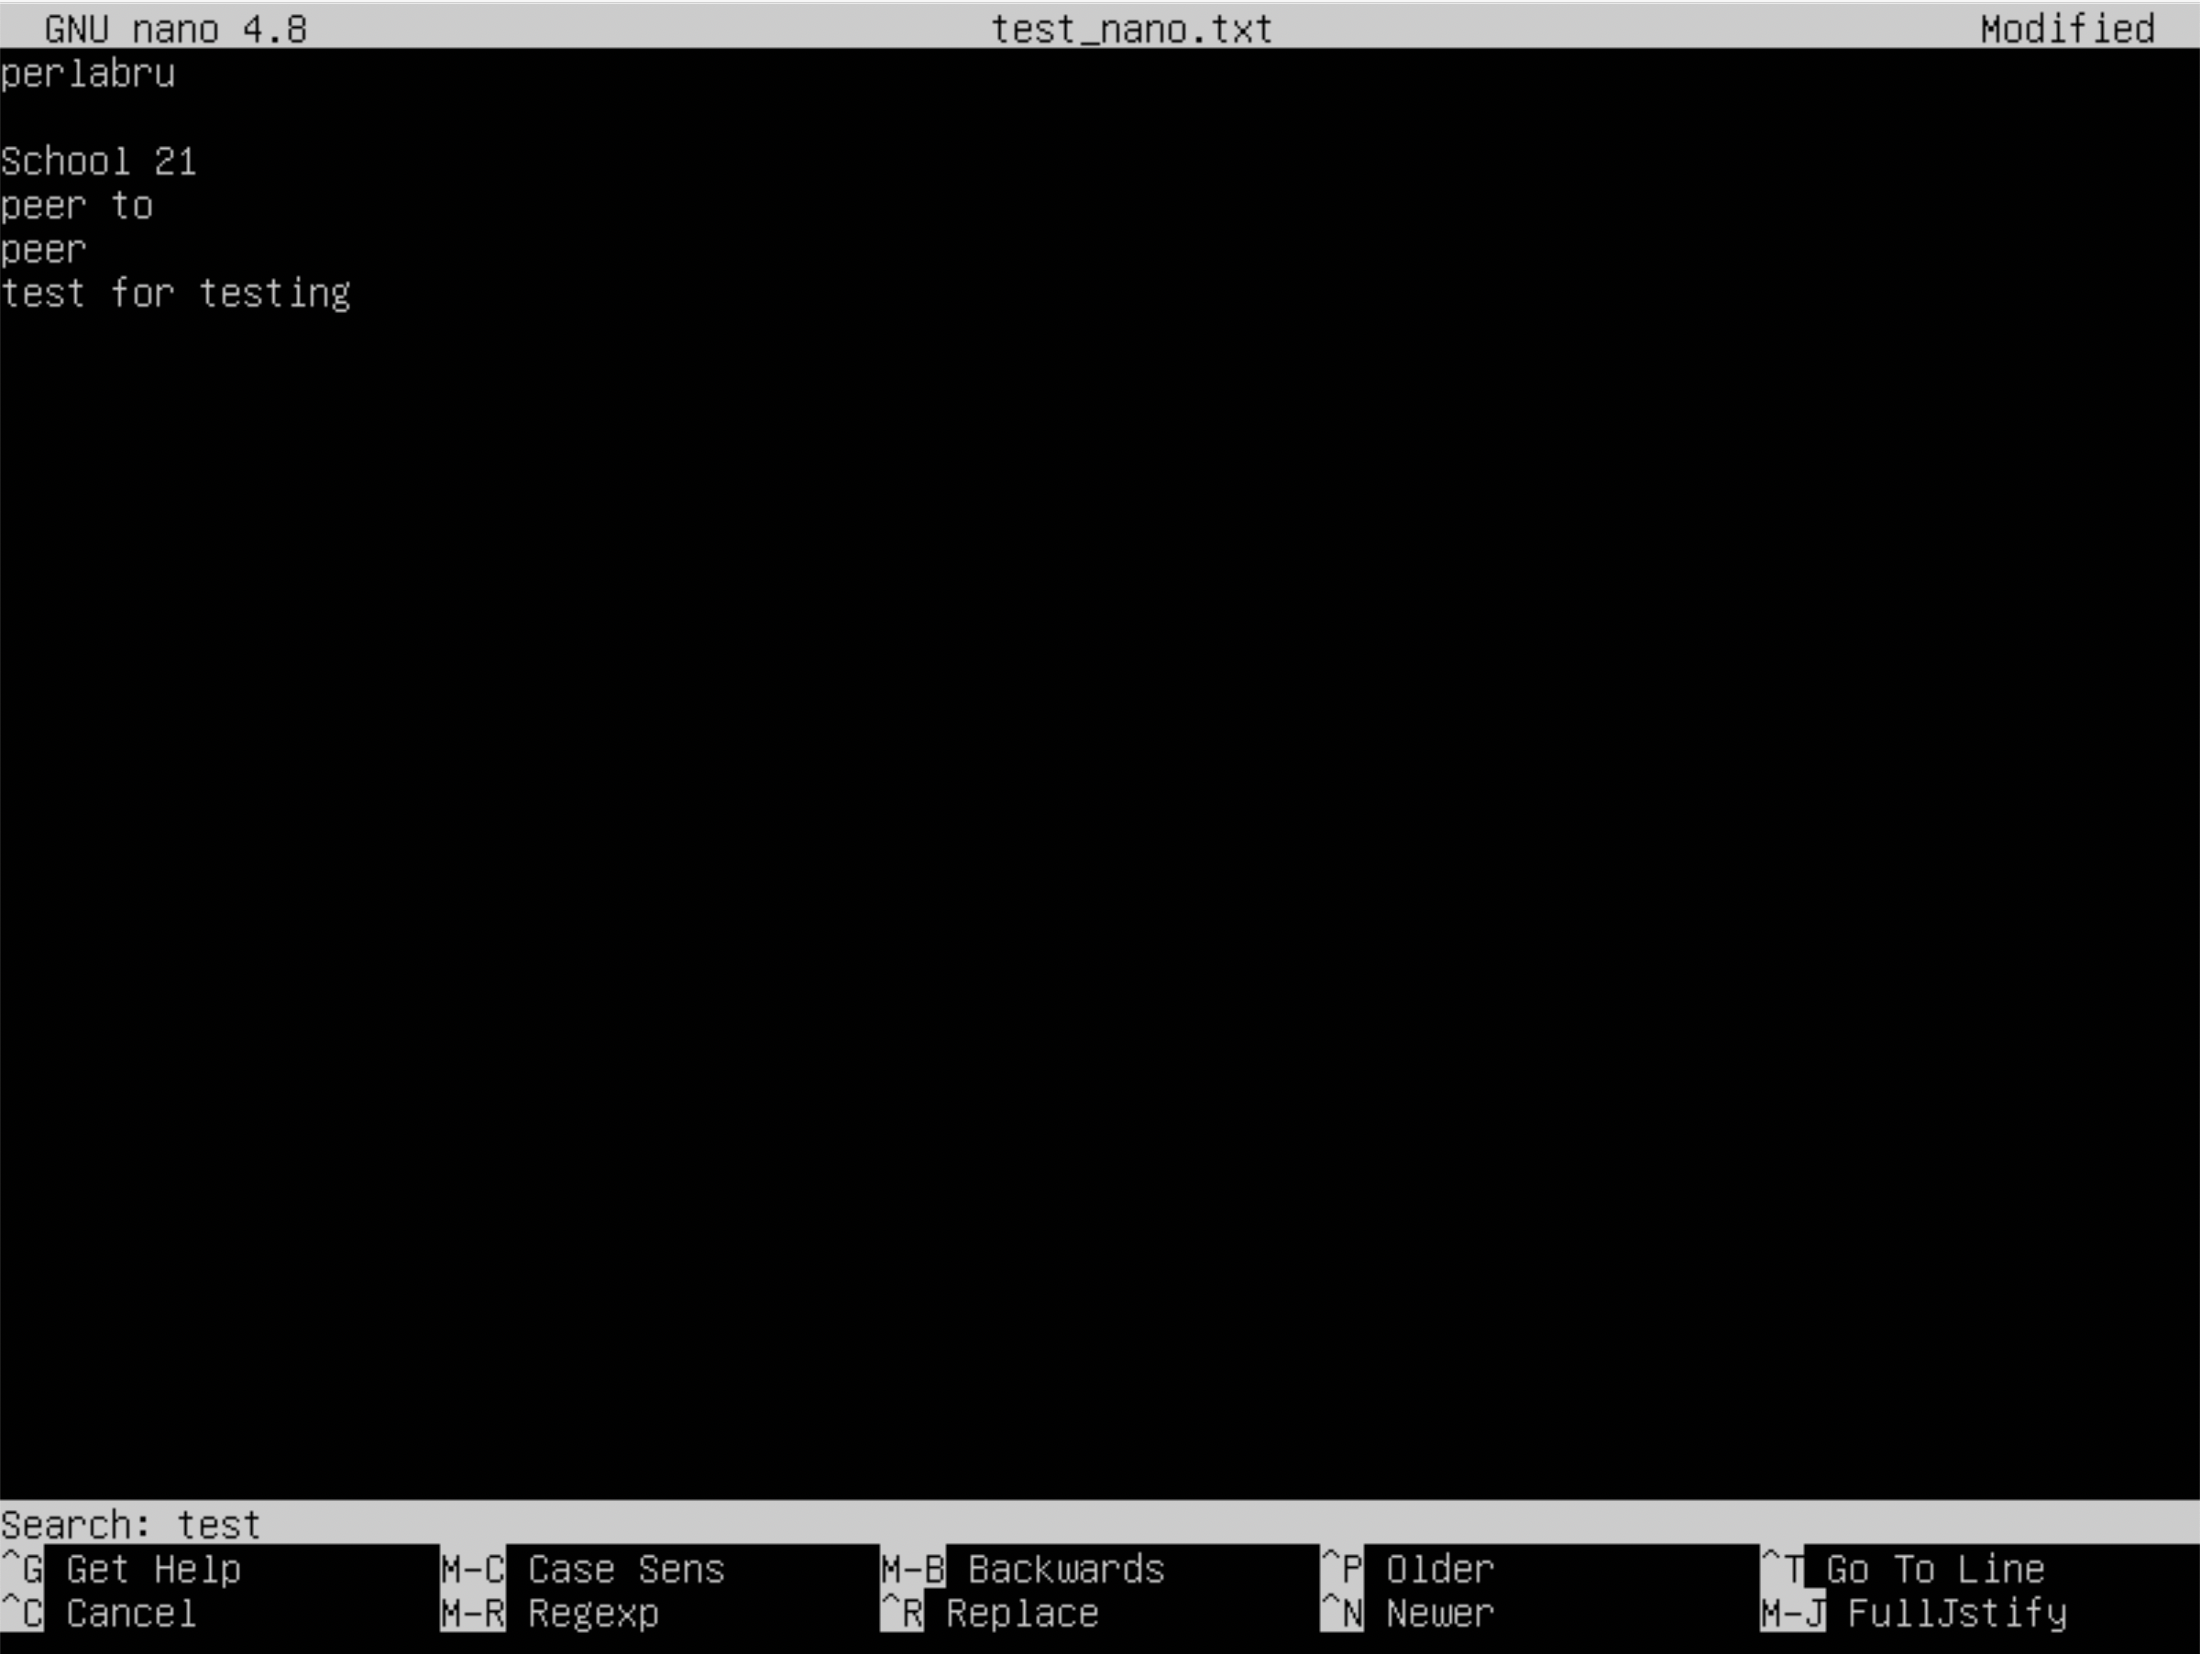 GNU nano 4.8 test_nano.txt Modified
perlabru
School 21
peer to
peer
test for testing
Search: test
^G Get Help M-C Case Sens M-B Backwards ^P Older ^T Go To Line
^C Cancel M-R Regexp ^R Replace ^N Newer M-J FullJstify